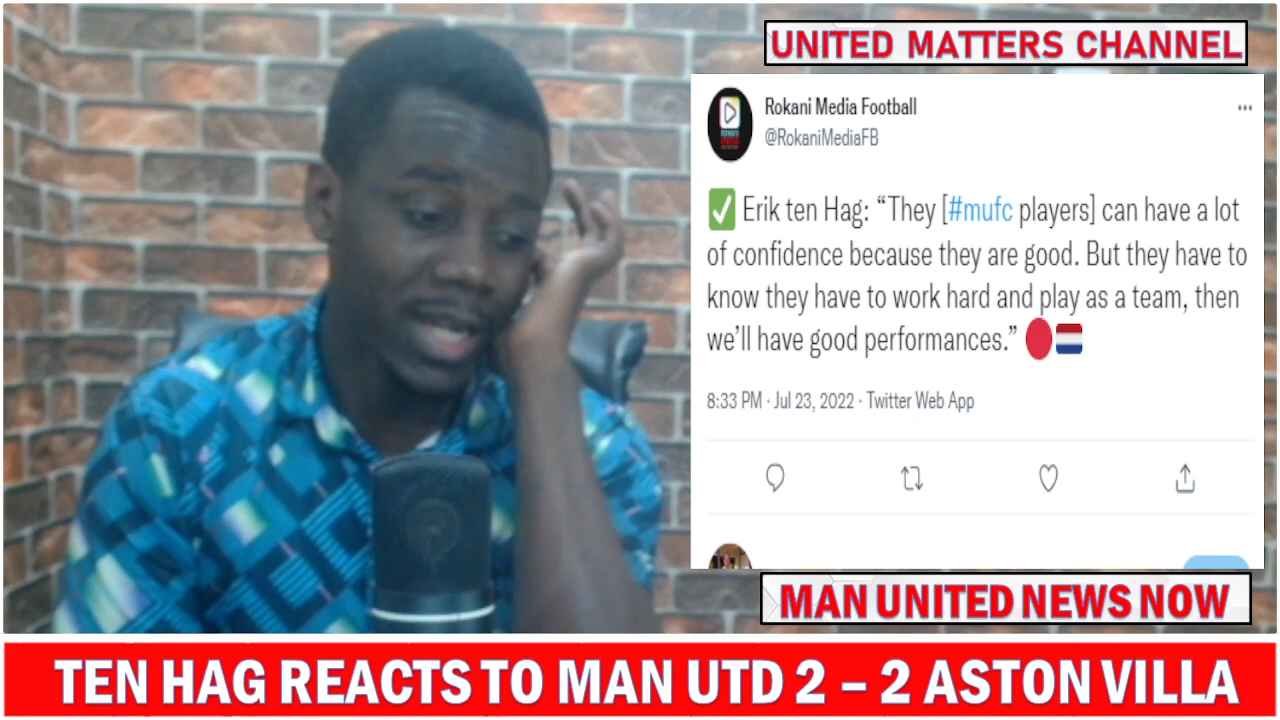 UNITED MATTERS CHANNEL
Rokani Media Football
@RokaniMediaFB
Erik ten Hag: “They [#mufc players] can have a lot
of confidence because they are good. But they have to
know they have to work hard and play as a team, then
we’ll have good performances.”
8:33 PM · Jul 23, 2022 · Twitter Web App
MAN UNITED NEWS NOW
TEN HAG REACTS TO MAN UTD 2 – 2 ASTON VILLA